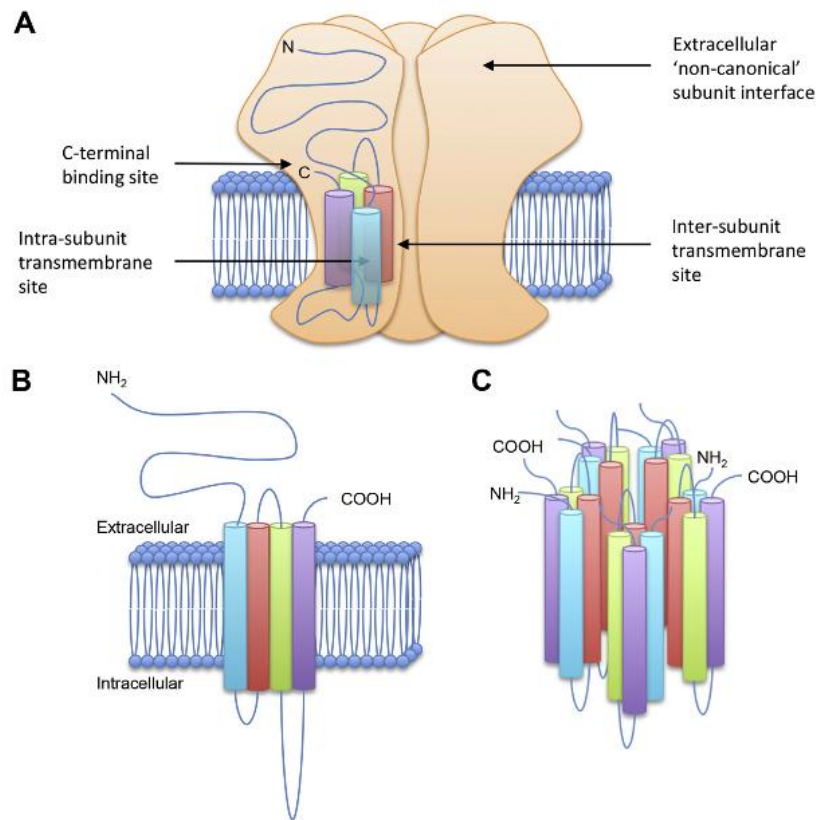 A
N
Extracellular
‘non-canonical’
subunit interface
C-terminal
binding site
C
Intra-subunit
transmembrane
site
Inter-subunit
transmembrane
site
B
NH₂
COOH
Extracellular
Intracellular
C
COOH
NH₂
NH₂
COOH